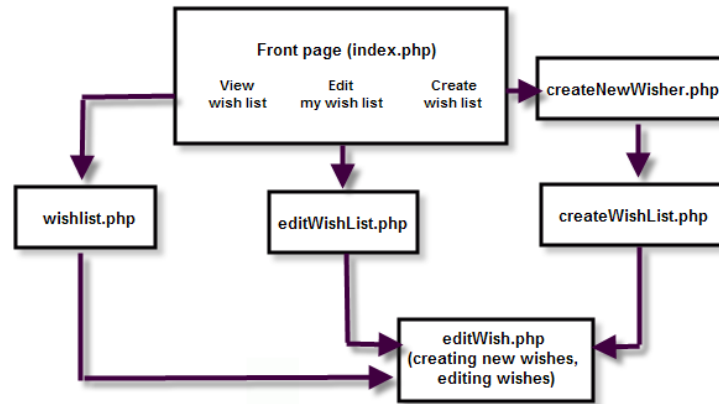 Front page (index.php)
View Edit Create
wish list my wish list wish list
createNewWisher.php
wishlist.php
editWishList.php
createWishList.php
editWish.php
(creating new wishes,
editing wishes)